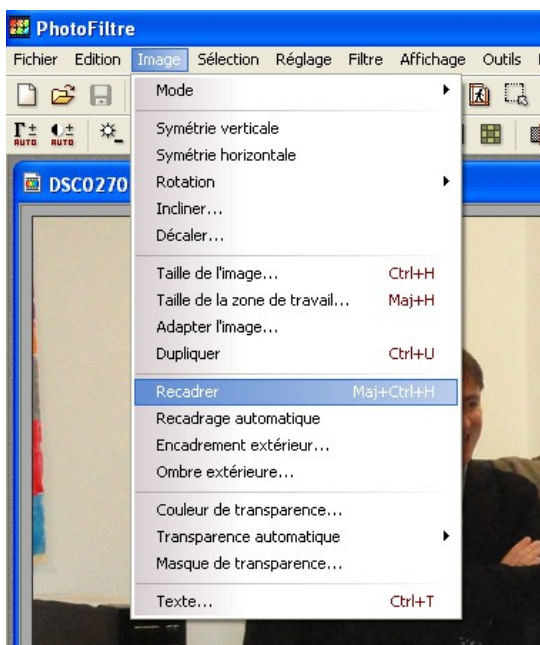 PhotoFiltre
Fichier Edition Image Sélection Réglage Filtre Affichage Outils
Mode
AUTO AUTO
Symétrie verticale
Symétrie horizontale
DSC0270
Rotation
Incliner...
Décaler...
Taille de l'image... Ctrl+H
Taille de la zone de travail... Maj+H
Adapter l'image...
Dupliquer Ctrl+U
Recadrer Maj+Ctrl+H
Recadrage automatique
Encadrement extérieur...
Ombre extérieure...
Couleur de transparence...
Transparence automatique
Masque de transparence...
Texte... Ctrl+T